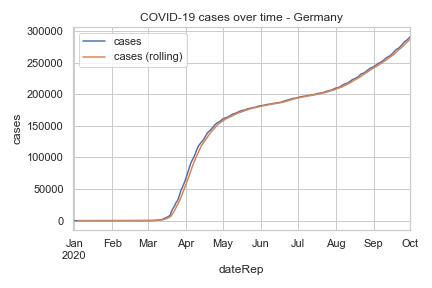 COVID-19 cases over time - Germany
cases
cases (rolling)
300000
250000
200000
150000
100000
50000
0
cases
Jan Feb Mar Apr May Jun Jul Aug Sep Oct
2020
dateRep